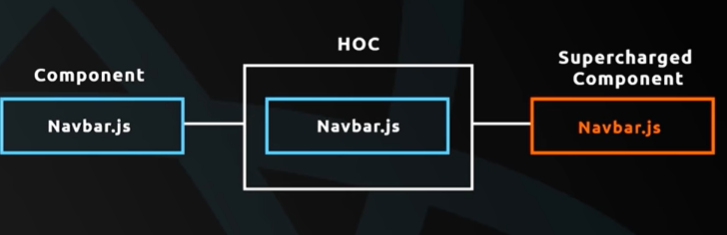 HOC
Component
Supercharged
Component
Navbar.js
Navbar.js
Navbar.js